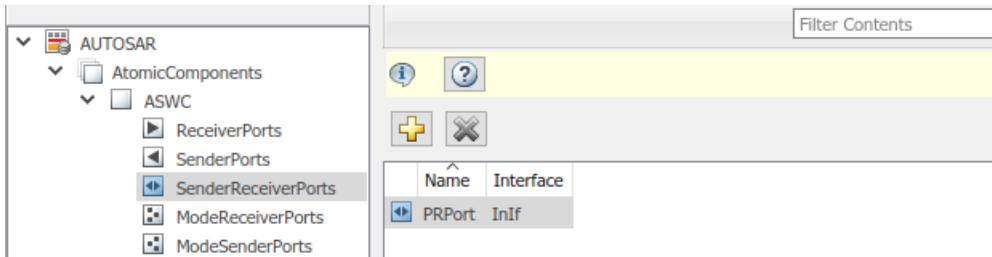 Filter Contents
AUTOSAR
AtomicComponents
ASWC
ReceiverPorts
SenderPorts
SenderReceiverPorts
ModeReceiverPorts
ModeSenderPorts
Name Interface
PRPort InIf